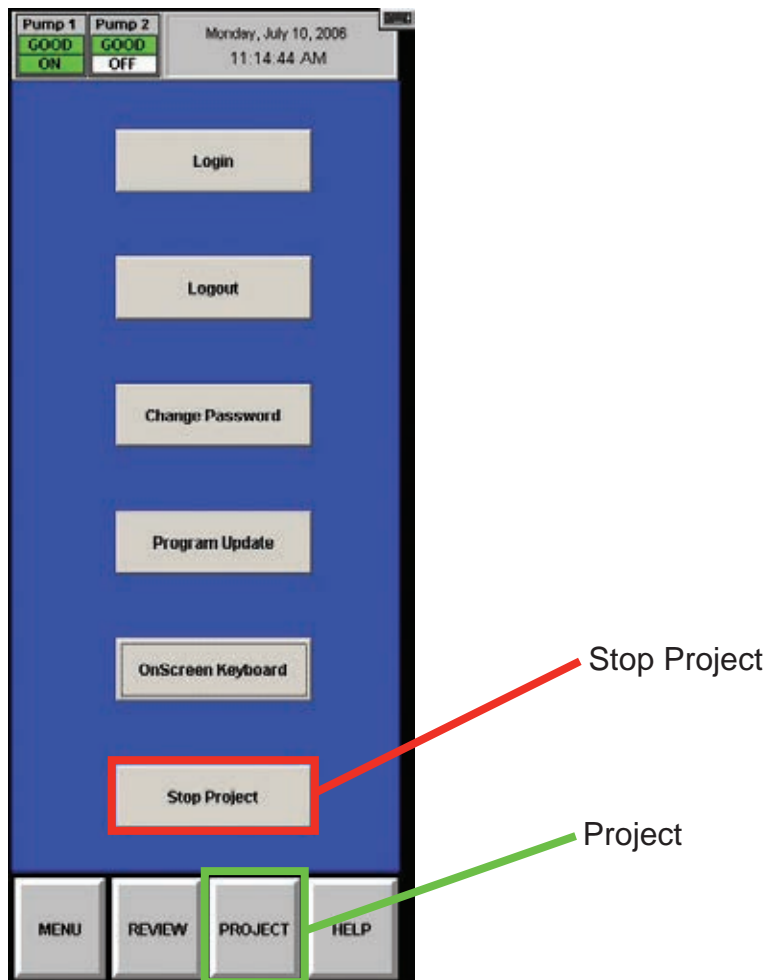 Pump 1 Pump 2
GOOD GOOD
ON OFF
Monday, July 10, 2006
11:14:44 AM
Login
Logout
Change Password
Program Update
OnScreen Keyboard
Stop Project
Stop Project
Project
MENU REVIEW PROJECT HELP